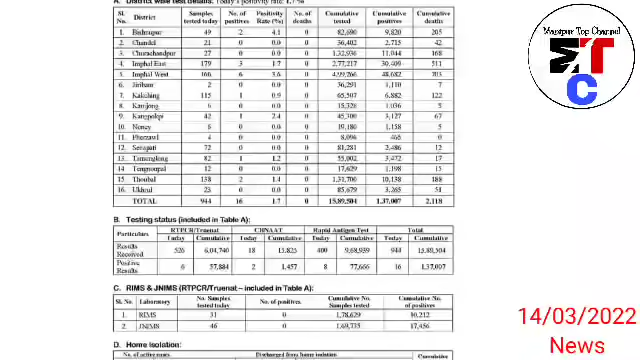 A. District wise test details: Today's positivity rate: 1.7 %
Sl. No. District Samples tested today No. of positives Positivity Rate (%) No. of deaths Cumulative tested Cumulative positives Cumulative deaths
1. Bishnupur 49 2 4.1 0 82,690 9,820 205
2. Chandel 21 0 0.0 0 36,402 2,715 42
3. Churachandpur 27 0 0.0 0 1,32,936 11,044 168
4. Imphal East 179 3 1.7 0 2,77,217 30,409 511
5. Imphal West 166 6 3.6 0 4,59,266 48,682 703
6. Jiribam 2 0 0.0 0 36,291 1,110 7
7. Kakching 115 1 0.9 0 65,507 6,882 122
8. Kamjong 6 0 0.0 0 15,328 1,036 5
9. Kangpokpi 42 1 2.4 0 45,300 3,127 67
10. Noney 6 0 0.0 0 19,180 1,158 5
11. Pherzawl 4 0 0.0 0 8,098 465 0
12. Senapati 72 0 0.0 0 81,281 2,486 12
13. Tamenglong 82 1 1.2 0 55,002 3,472 17
14. Tengnoupal 12 0 0.0 0 17,629 1,198 15
15. Thoubal 138 2 1.4 0 1,31,700 10,138 188
16. Ukhrul 23 0 0.0 0 85,679 3,265 51
TOTAL 944 16 1.7 0 15,89,504 1,37,007 2,118
B. Testing status (included in Table A):
Particulars RTPCR/Truenat CBNAAT Rapid Antigen Test Total
Today Cumulative Today Cumulative Today Cumulative Today Cumulative
Results Received 526 6,04,740 18 15,825 400 9,68,939 944 15,89,504
Positive Results 6 57,884 2 1,457 8 77,666 16 1,37,007
C. RIMS & JNIMS (RTPCR/Truenat – included in Table A):
Sl. No. Laboratory No. Samples tested today No. of positives Cumulative No. Samples tested Cumulative No. of positives
1. RIMS 31 0 1,78,629 80,212
2. JNIMS 46 0 1,69,735 17,456
D. Home isolation:
No. of active cases Discharged from home isolation Cumulative
Manipur Top Channel
MTC
14/03/2022
News